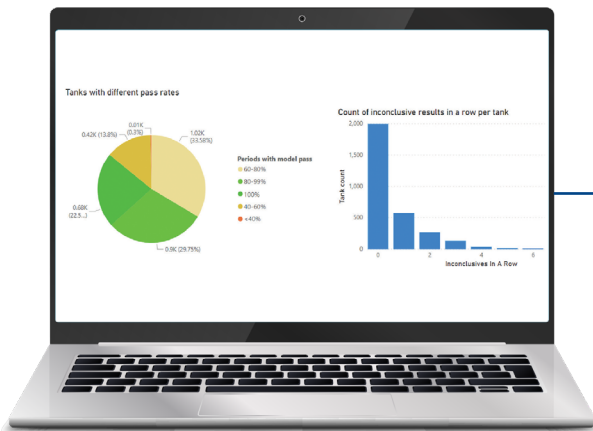 Tanks with different pass rates
0.01K
(0.3%)
0.42K (13.8%)
1.02K
(33.58%)
0.68K
(22.5...)
0.9K (29.75%)
Periods with model pass
60-80%
80-99%
100%
40-60%
<40%
Count of inconclusive results in a row per tank
2,000
1,500
1,000
500
0
Tank count
0
2
4
6
Inconclusives In A Row